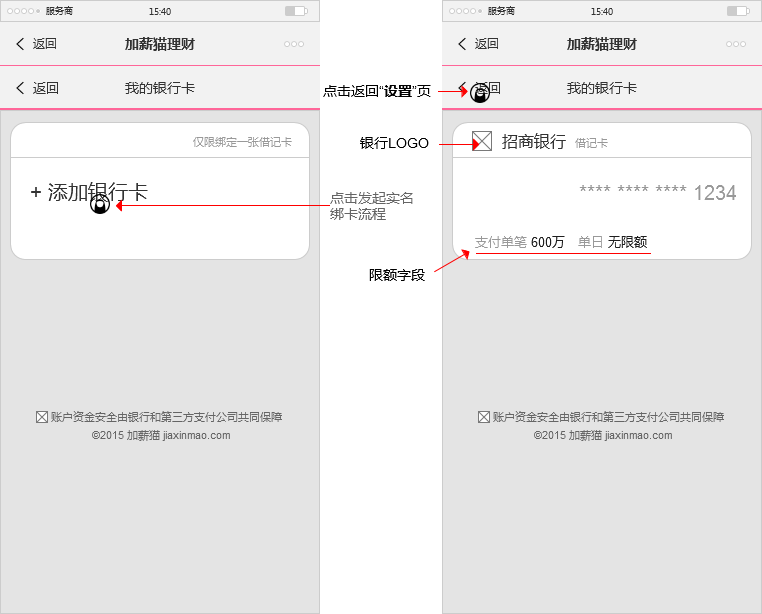 服务商
15:40
返回
加薪猫理财
返回
我的银行卡
仅限绑定一张借记卡
+ 添加银行卡
账户资金安全由银行和第三方支付公司共同保障
©2015 加薪猫 jiaxinmao.com
点击返回“设置”页
银行LOGO
点击发起实名
绑卡流程
限额字段
服务商
15:40
返回
加薪猫理财
返回
我的银行卡
招商银行 借记卡
**** **** **** 1234
支付单笔 600万 单日 无限额
账户资金安全由银行和第三方支付公司共同保障
©2015 加薪猫 jiaxinmao.com